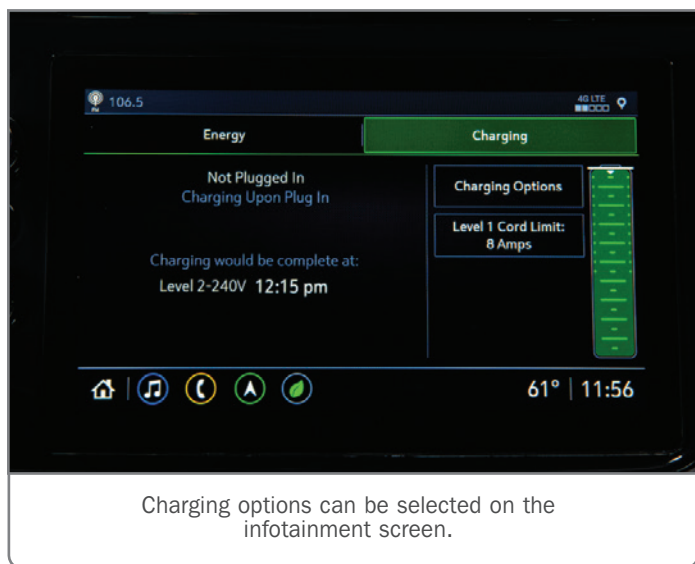 FM 106.5
4G LTE
Energy
Charging
Not Plugged In
Charging Upon Plug In
Charging would be complete at:
Level 2-240V 12:15 pm
Charging Options
Level 1 Cord Limit:
8 Amps
61° | 11:56
Charging options can be selected on the
infotainment screen.